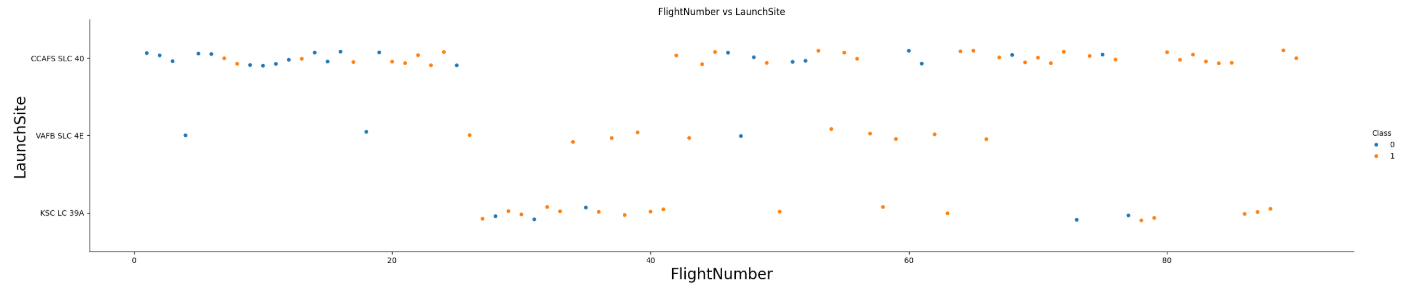 FlightNumber vs LaunchSite
LaunchSite
CCAFS SLC 40
VAFB SLC 4E
KSC LC 39A
0
20
40
60
80
FlightNumber
Class
0
1